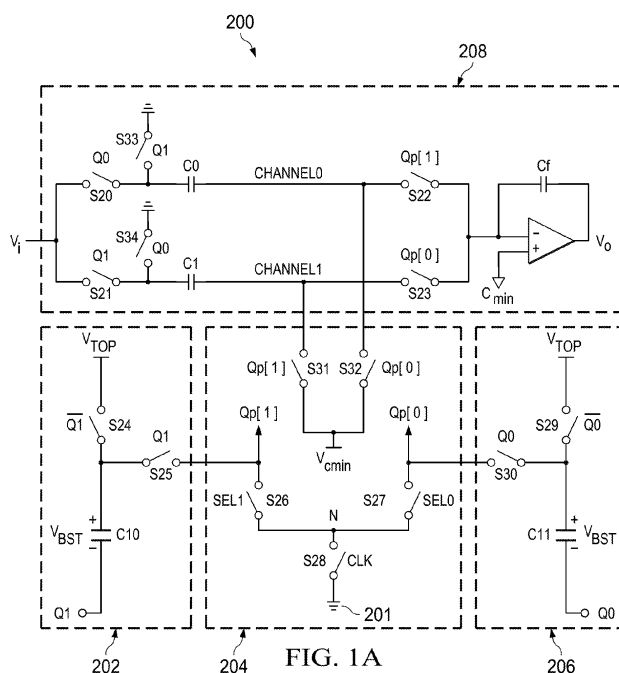 200
208
S33
Q1
Q0
C0
CHANNEL0
Qp[ 1 ]
Cf
S20
S22
Vi
S34
Q0
Vo
Q1
C1
CHANNEL1
Qp[ 0 ]
S21
S23
Cmin
VTOP
Qp[ 1 ]
S31
S32
Qp[ 0 ]
VTOP
Q1
S24
Qp[ 1 ]
Qp[ 0 ]
S29
Q0
Q1
Vcmin
Q0
S25
S30
SEL1
S26
N
S27
SEL0
VBST
+
−
C10
C11
+
−
VBST
S28
CLK
Q1
201
Q0
202
204
FIG. 1A
206